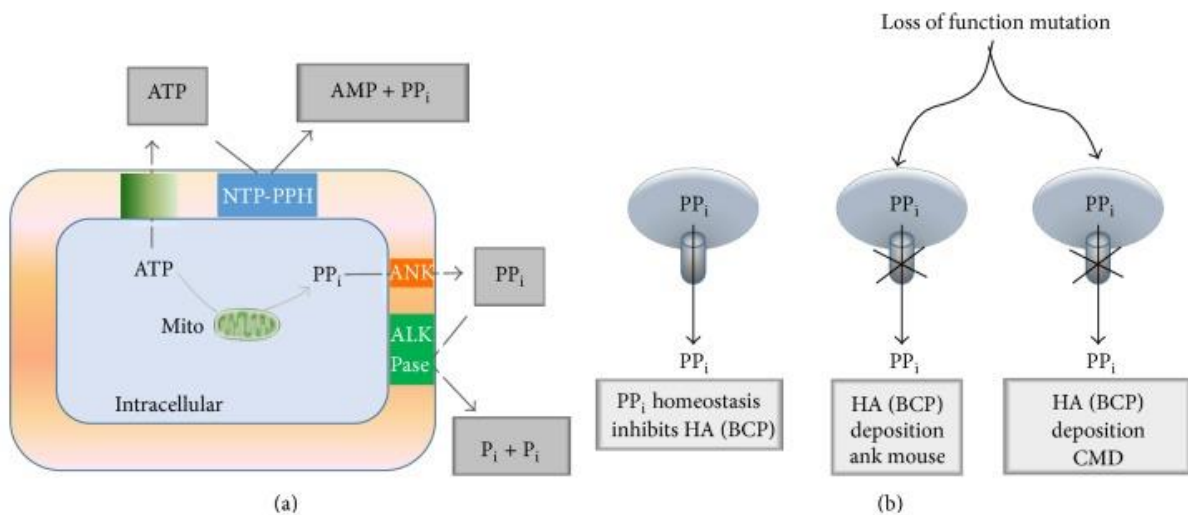 ATP
AMP + PPi
NTP-PPH
ATP
PPi
ANK
PPi
Mito
ALK
Pase
Intracellular
Pi + Pi
(a)
Loss of function mutation
PPi
PPi
PPi
PPi
PPi
PPi
PPi homeostasis
inhibits HA (BCP)
HA (BCP)
deposition
ank mouse
HA (BCP)
deposition
CMD
(b)